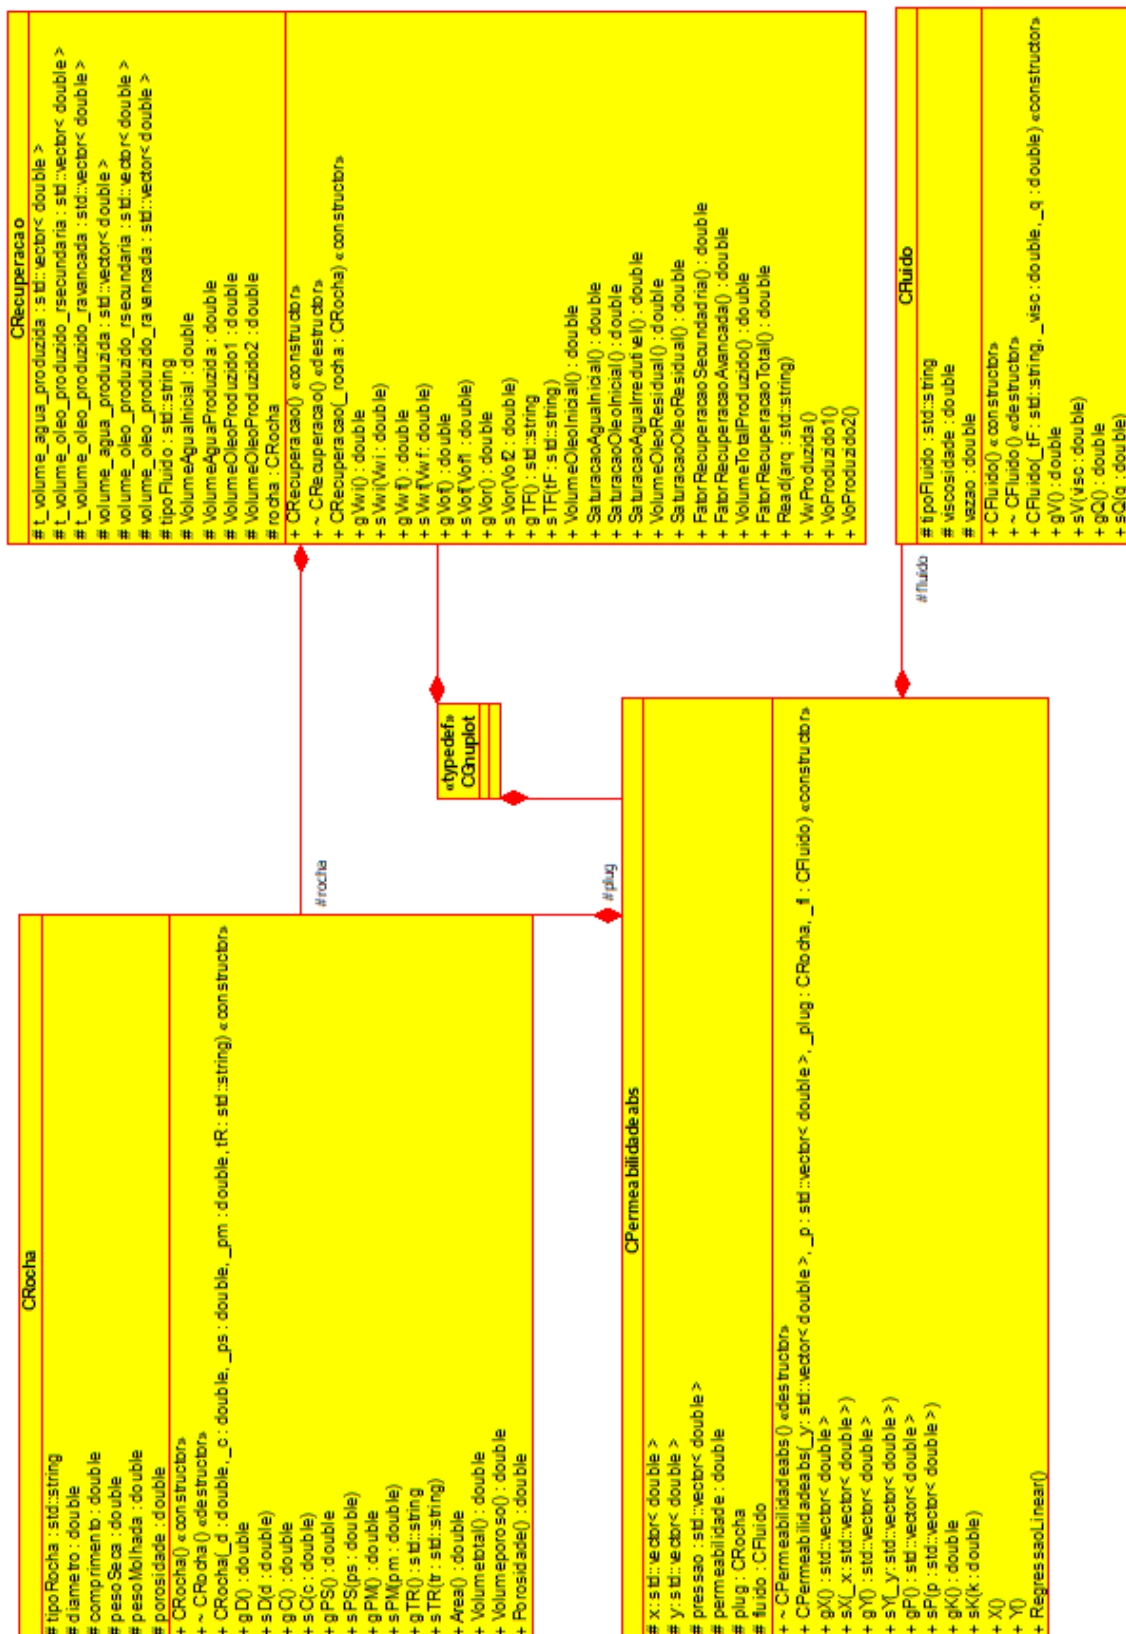 CRecuperacao
# t_volume_agua_produzida : std::vector< double >
# t_volume_oleo_produzido_rsecundaria : std::vector< double >
# t_volume_oleo_produzido_ravancada : std::vector< double >
# volume_agua_produzida : std::vector< double >
# volume_oleo_produzido_rsecundaria : std::vector< double >
# volume_oleo_produzido_ravancada : std::vector< double >
# tipoFluido : std::string
# VolumeAguaInicial : double
# VolumeAguaProduzida : double
# VolumeOleoProduzido1 : double
# VolumeOleoProduzido2 : double
# rocha : CRocha
+ CRecuperacao() «constructor»
+ ~ CRecuperacao() «destructor»
+ CRecuperacao(_rocha : CRocha) «constructor»
+ gVwi() : double
+ sVwi(Vwi : double)
+ gVwf() : double
+ sVwf(Vwf : double)
+ gVof() : double
+ sVof(Vof1 : double)
+ gVor() : double
+ sVor(Vof2 : double)
+ gTF() : std::string
+ sTF(tF : std::string)
+ VolumeOleoInicial() : double
+ SaturacaoAguaInicial() : double
+ SaturacaoOleoInicial() : double
+ SaturacaoAguaIrredutivel() : double
+ VolumeOleoResidual() : double
+ SaturacaoOleoResidual() : double
+ FatorRecuperacaoSecundadria() : double
+ FatorRecuperacaoAvancada() : double
+ VolumeTotalProduzido() : double
+ FatorRecuperacaoTotal() : double
+ Read(arq : std::string)
+ VwProduzida()
+ VoProduzido1()
+ VoProduzido2()
CFluido
# tipoFluido : std::string
# viscosidade : double
# vazao : double
+ CFluido() «constructor»
+ ~ CFluido() «destructor»
+ CFluido(_tF : std::string, _visc : double, _q : double) «constructor»
+ gV() : double
+ sV(visc : double)
+ gQ() : double
+ sQ(q : double)
#fluido
«typedef»
CGnuplot
#rocha
#plug
CRocha
# tipoRocha : std::string
# diametro : double
# comprimento : double
# pesoSeca : double
# pesoMolhada : double
# porosidade : double
+ CRocha() «constructor»
+ ~ CRocha() «destructor»
+ CRocha(_d : double, _c : double, _ps : double, _pm : double, tR : std::string) «constructor»
+ gD() : double
+ sD(d : double)
+ gC() : double
+ sC(c : double)
+ gPS() : double
+ sPS(ps : double)
+ gPM() : double
+ sPM(pm : double)
+ gTR() : std::string
+ sTR(tr : std::string)
+ Area() : double
+ Volumetotal() : double
+ Volumeporoso() : double
+ Porosidade() : double
CPermeabilidadeabs
# x : std::vector< double >
# y : std::vector< double >
# pressao : std::vector< double >
# permeabilidade : double
# plug : CRocha
# fluido : CFluido
+ ~ CPermeabilidadeabs() «destructor»
+ CPermeabilidadeabs(_y : std::vector< double >, _p : std::vector< double >, _plug : CRocha, _fl : CFluido) «constructor»
+ gX() : std::vector< double >
+ sX(_x : std::vector< double >)
+ gY() : std::vector< double >
+ sY(_y : std::vector< double >)
+ gP() : std::vector< double >
+ sP(p : std::vector< double >)
+ gK() : double
+ sK(k : double)
+ X()
+ Y()
+ RegressaoLinear()